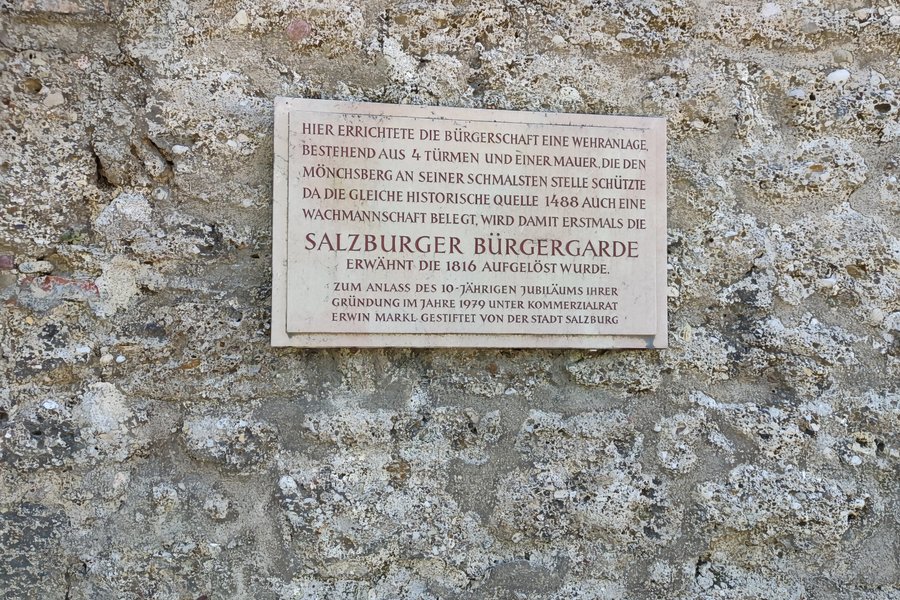 HIER ERRICHTETE DIE BÜRGERSCHAFT EINE WEHRANLAGE,
BESTEHEND AUS 4 TÜRMEN UND EINER MAUER, DIE DEN
MÖNCHSBERG AN SEINER SCHMALSTEN STELLE SCHÜTZTE
DA DIE GLEICHE HISTORISCHE QUELLE 1488 AUCH EINE
WACHMANNSCHAFT BELEGT, WIRD DAMIT ERSTMALS DIE
SALZBURGER BÜRGERGARDE
ERWÄHNT DIE 1816 AUFGELÖST WURDE.
ZUM ANLASS DES 10-JÄHRIGEN JUBILÄUMS IHRER
GRÜNDUNG IM JAHRE 1979 UNTER KOMMERZIALRAT
ERWIN MARKL GESTIFTET VON DER STADT SALZBURG